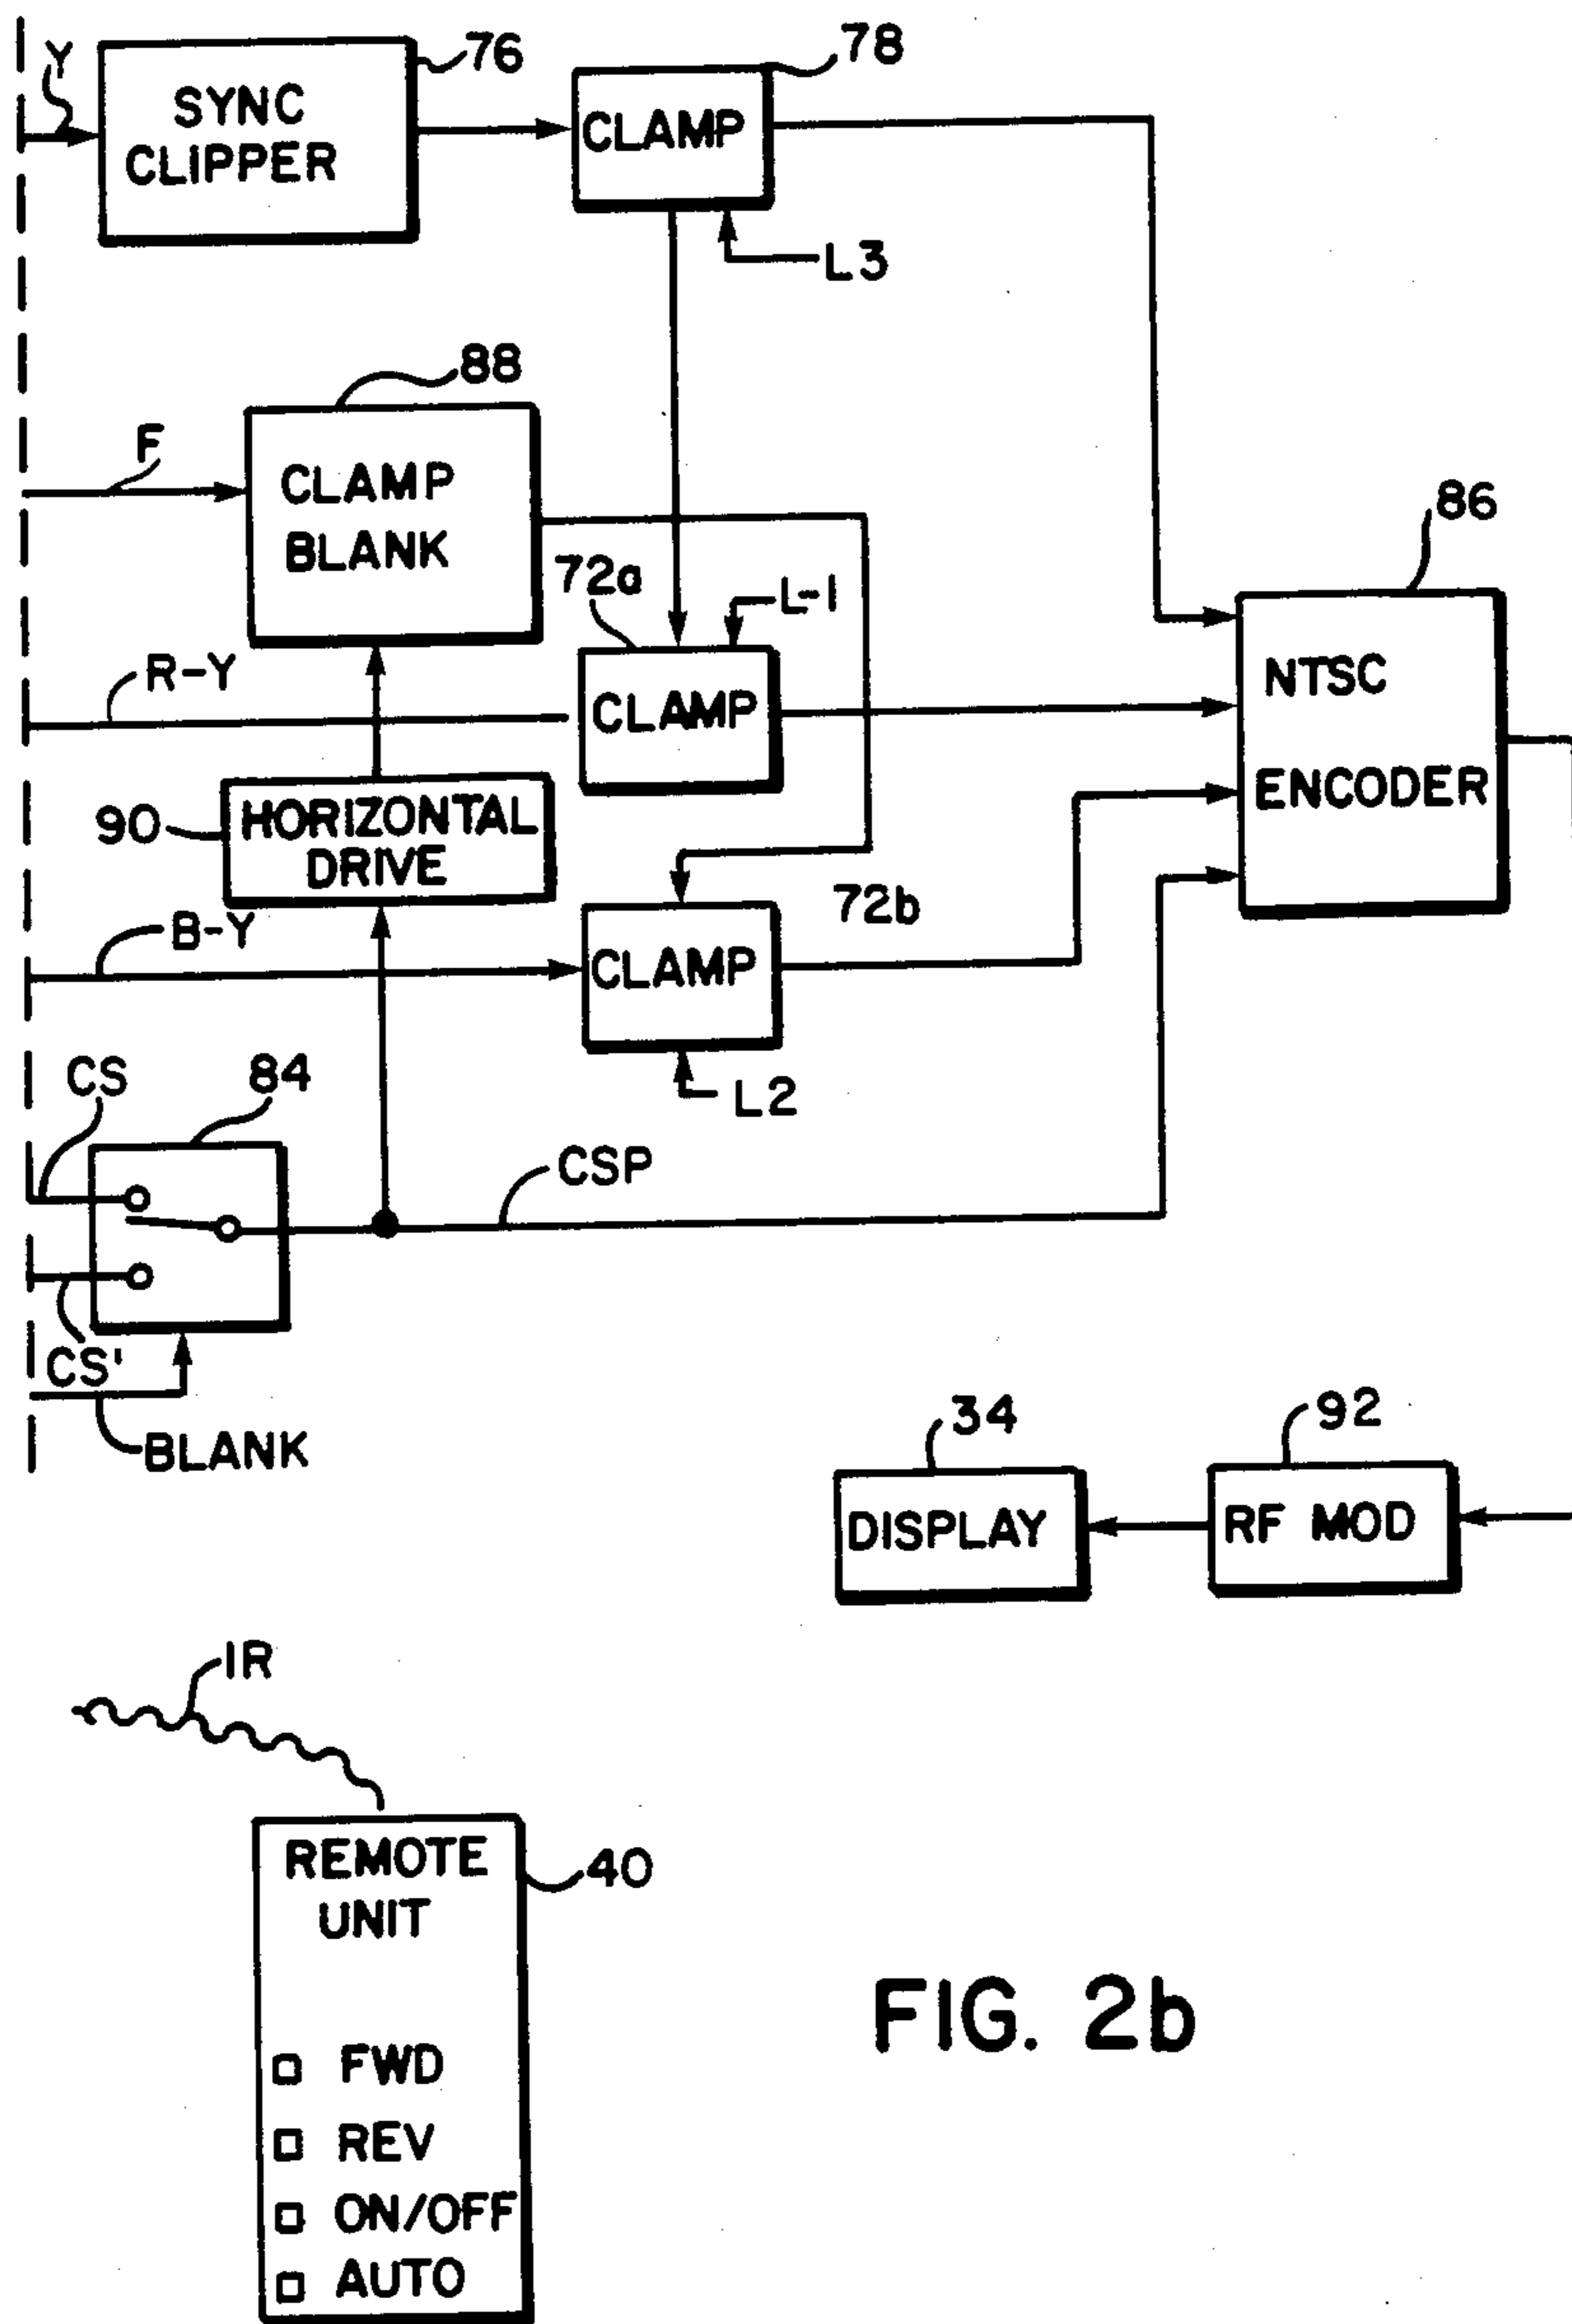 Y
76
78
SYNC
CLIPPER
CLAMP
L3
88
F
CLAMP
BLANK
86
72a
L-1
R-Y
CLAMP
NTSC
ENCODER
90
HORIZONTAL
DRIVE
72b
B-Y
CLAMP
CS
84
L2
CSP
CS'
BLANK
34
92
DISPLAY
RF MOD
IR
REMOTE
UNIT
40
FIG. 2b
FWD
REV
ON/OFF
AUTO